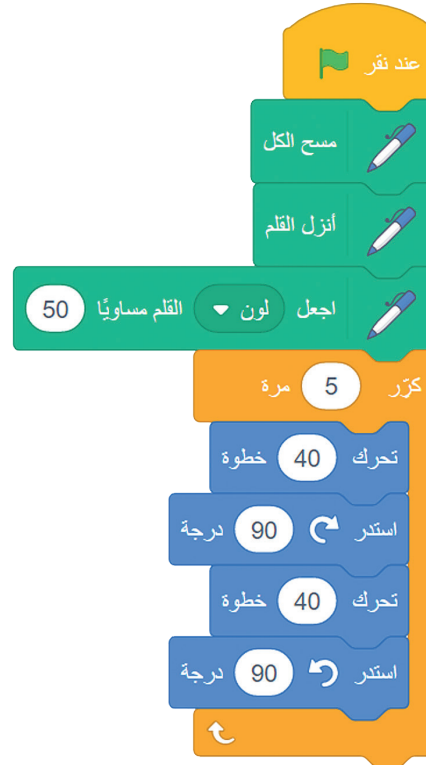 عند نقر
مسح الكل
أنزل القلم
اجعل لون القلم مساويًا 50
كرّر 5 مرة
تحرك 40 خطوة
استدر 90 درجة
تحرك 40 خطوة
استدر 90 درجة